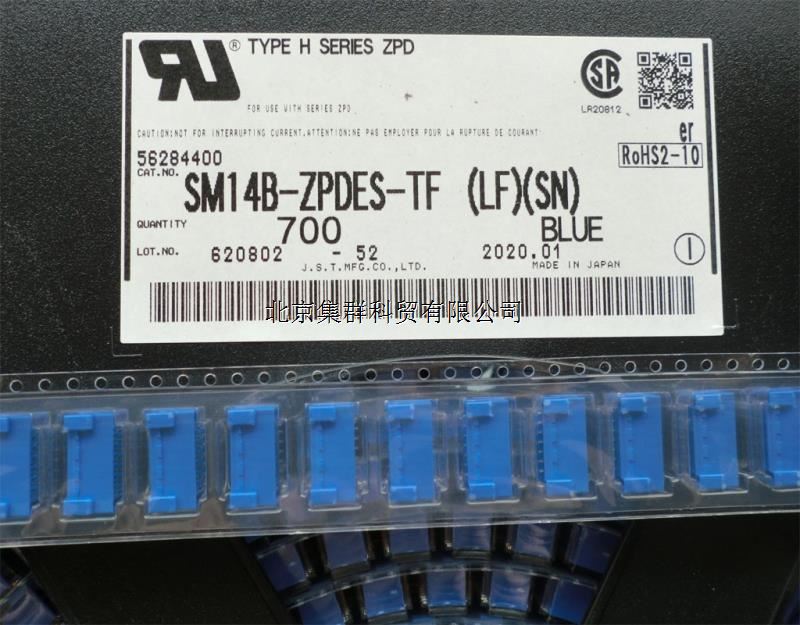 ® TYPE H SERIES ZPD
FOR USE WITH SERIES ZPD
LR20812
CAUTION:NOT FOR INTERRUPTING CURRENT,ATTENTION:NE PAS EMPLOYER POUR LA RUPTURE DE COURANT
er
RoHS2-10
56284400
CAT.NO. SM14B-ZPDES-TF (LF)(SN)
QUANTITY 700 BLUE
LOT.NO. 620802 - 52 2020.01
J.S.T.MFG.CO.,LTD. MADE IN JAPAN
北京集群科贸有限公司